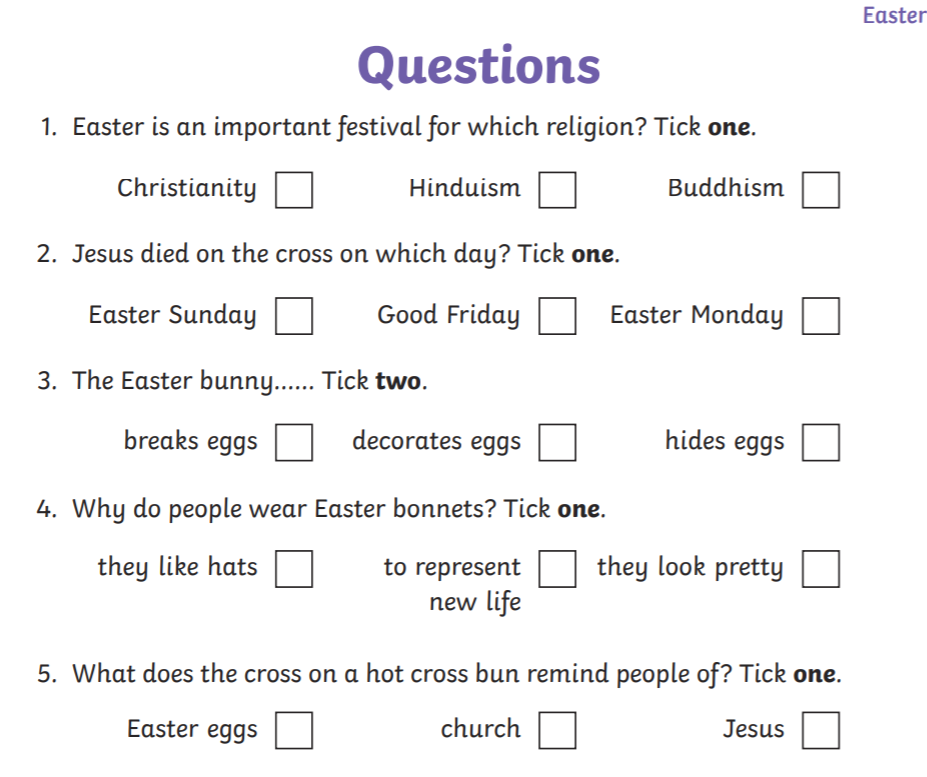 Easter
Questions
1. Easter is an important festival for which religion? Tick one.
Christianity Hinduism Buddhism
2. Jesus died on the cross on which day? Tick one.
Easter Sunday Good Friday Easter Monday
3. The Easter bunny...... Tick two.
breaks eggs decorates eggs hides eggs
4. Why do people wear Easter bonnets? Tick one.
they like hats to represent they look pretty
new life
5. What does the cross on a hot cross bun remind people of? Tick one.
Easter eggs church Jesus